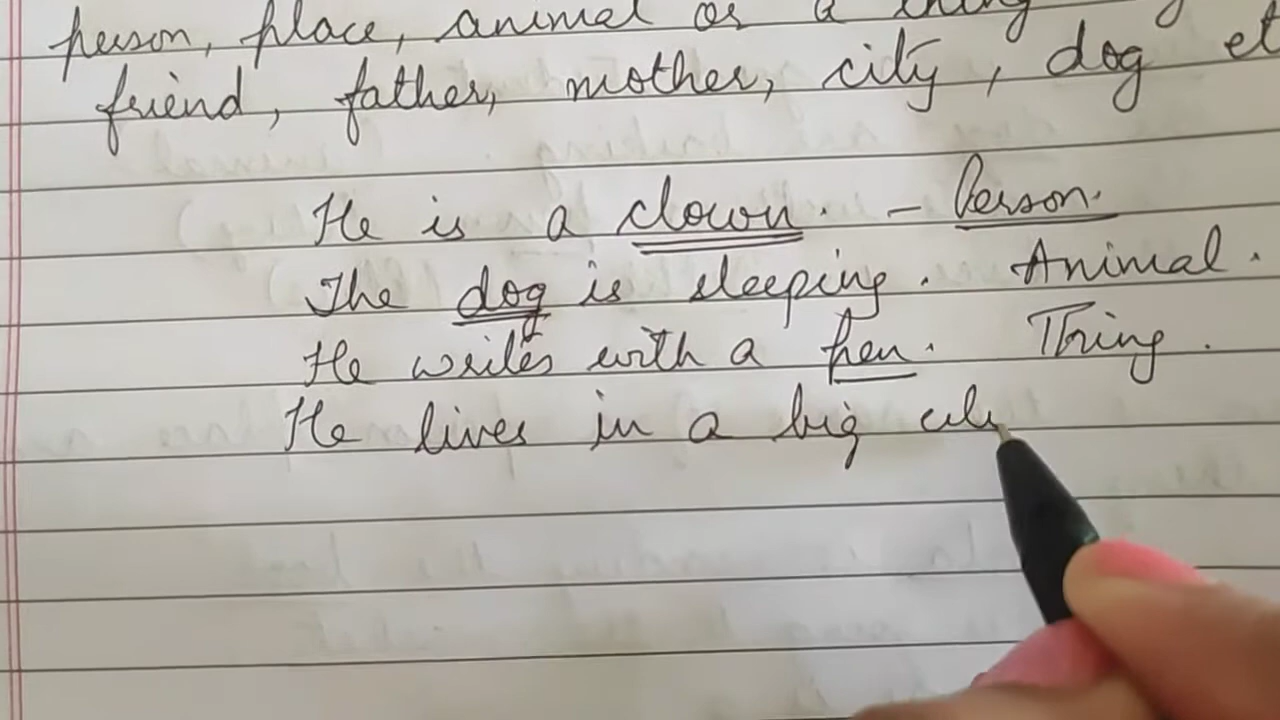 person, place, animal or a thing
friend, father, mother, city, dog et
He is a clown. - Person.
The dog is sleeping. Animal.
He writes with a pen. Thing.
He lives in a big